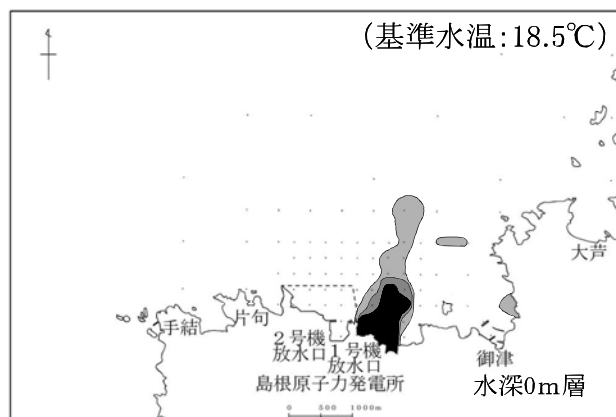 (基準水温:18.5℃)
大芦
手結
片句
2号機
放水口
1号機
放水口
御津
島根原子力発電所
水深0m層
0 500 1000m